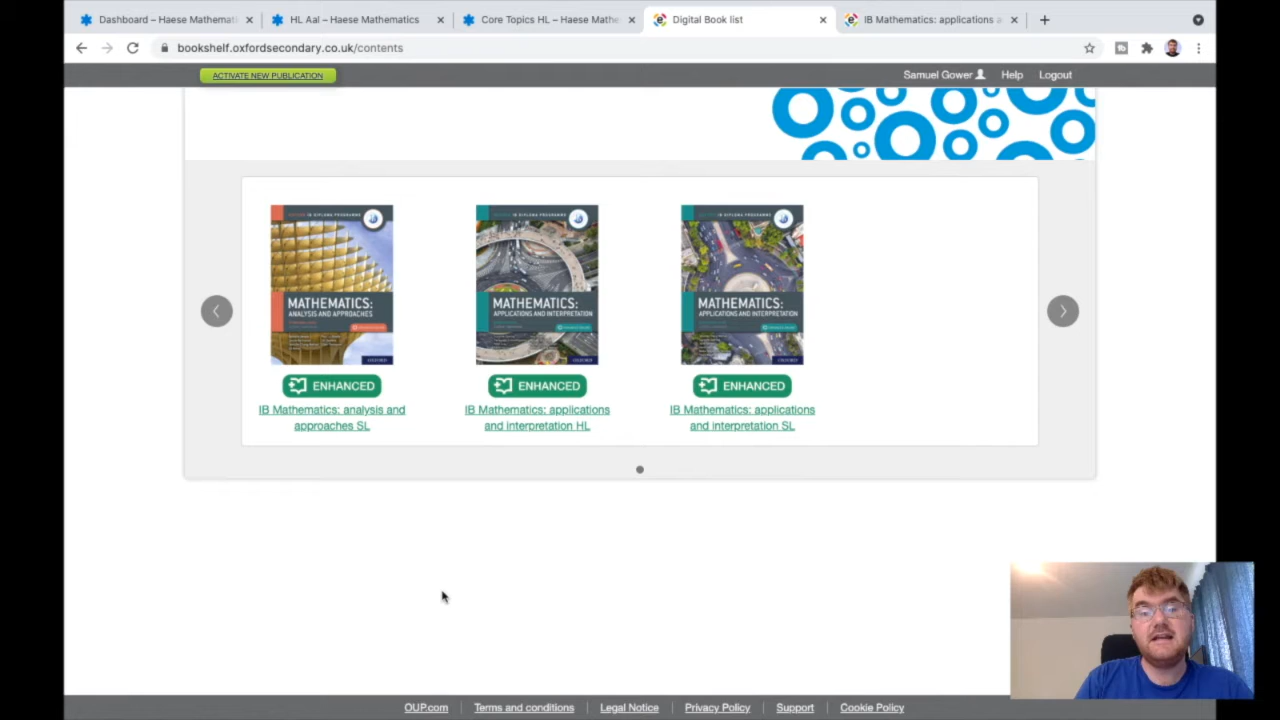 Dashboard – Haese Mathemati
HL AaI – Haese Mathematics
Core Topics HL – Haese Mathe
Digital Book list
IB Mathematics: applications a
bookshelf.oxfordsecondary.co.uk/contents
ACTIVATE NEW PUBLICATION
Samuel Gower
Help
Logout
MATHEMATICS:
ANALYSIS AND APPROACHES
OXFORD
MATHEMATICS:
APPLICATIONS AND INTERPRETATION
OXFORD
MATHEMATICS:
APPLICATIONS AND INTERPRETATION
OXFORD
ENHANCED
ENHANCED
ENHANCED
IB Mathematics: analysis and
approaches SL
IB Mathematics: applications
and interpretation HL
IB Mathematics: applications
and interpretation SL
OUP.com
Terms and conditions
Legal Notice
Privacy Policy
Support
Cookie Policy